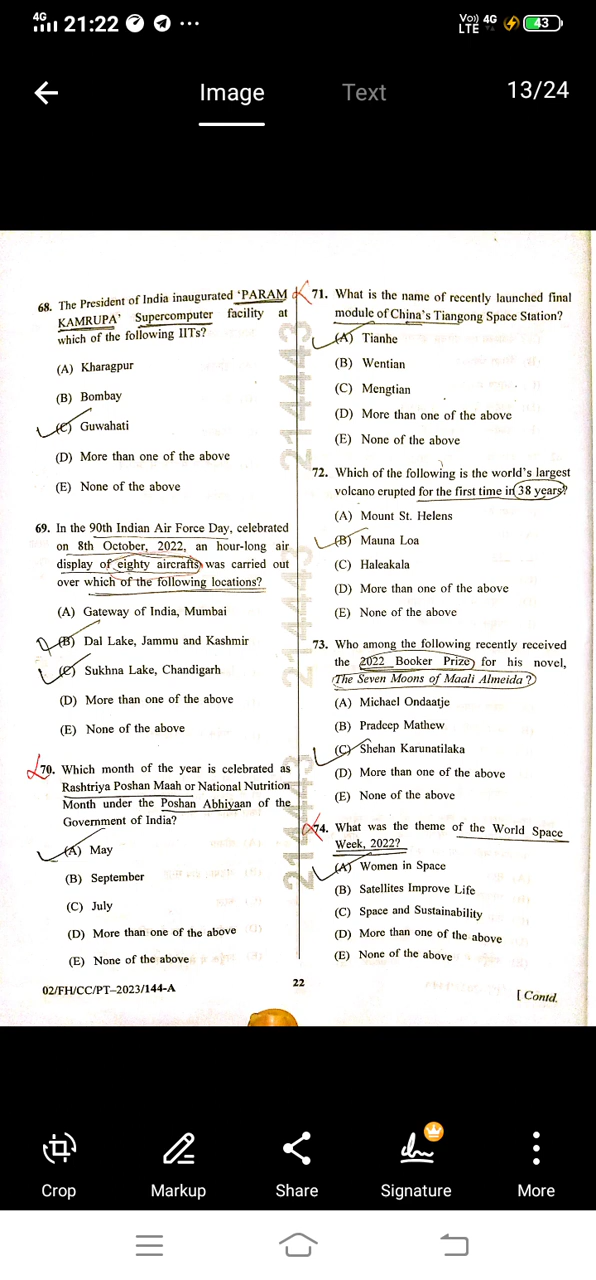 4G 21:22 ...
Vo)) 4G
LTE 43
Image Text 13/24
68. The President of India inaugurated 'PARAM
KAMRUPA' Supercomputer facility at
which of the following IITs?
(A) Kharagpur
(B) Bombay
(C) Guwahati
(D) More than one of the above
(E) None of the above
69. In the 90th Indian Air Force Day, celebrated
on 8th October, 2022, an hour-long air
display of eighty aircrafts was carried out
over which of the following locations?
(A) Gateway of India, Mumbai
(B) Dal Lake, Jammu and Kashmir
(C) Sukhna Lake, Chandigarh
(D) More than one of the above
(E) None of the above
70. Which month of the year is celebrated as
Rashtriya Poshan Maah or National Nutrition
Month under the Poshan Abhiyaan of the
Government of India?
(A) May
(B) September
(C) July
(D) More than one of the above
(E) None of the above
02/FH/CC/PT–2023/144-A
214443
214443
214443
71. What is the name of recently launched final
module of China's Tiangong Space Station?
(A) Tianhe
(B) Wentian
(C) Mengtian
(D) More than one of the above
(E) None of the above
72. Which of the following is the world's largest
volcano erupted for the first time in 38 years?
(A) Mount St. Helens
(B) Mauna Loa
(C) Haleakala
(D) More than one of the above
(E) None of the above
73. Who among the following recently received
the 2022 Booker Prize for his novel,
The Seven Moons of Maali Almeida ?
(A) Michael Ondaatje
(B) Pradeep Mathew
(C) Shehan Karunatilaka
(D) More than one of the above
(E) None of the above
74. What was the theme of the World Space
Week, 2022?
(A) Women in Space
(B) Satellites Improve Life
(C) Space and Sustainability
(D) More than one of the above
(E) None of the above
22
[ Contd.
Crop Markup Share Signature More